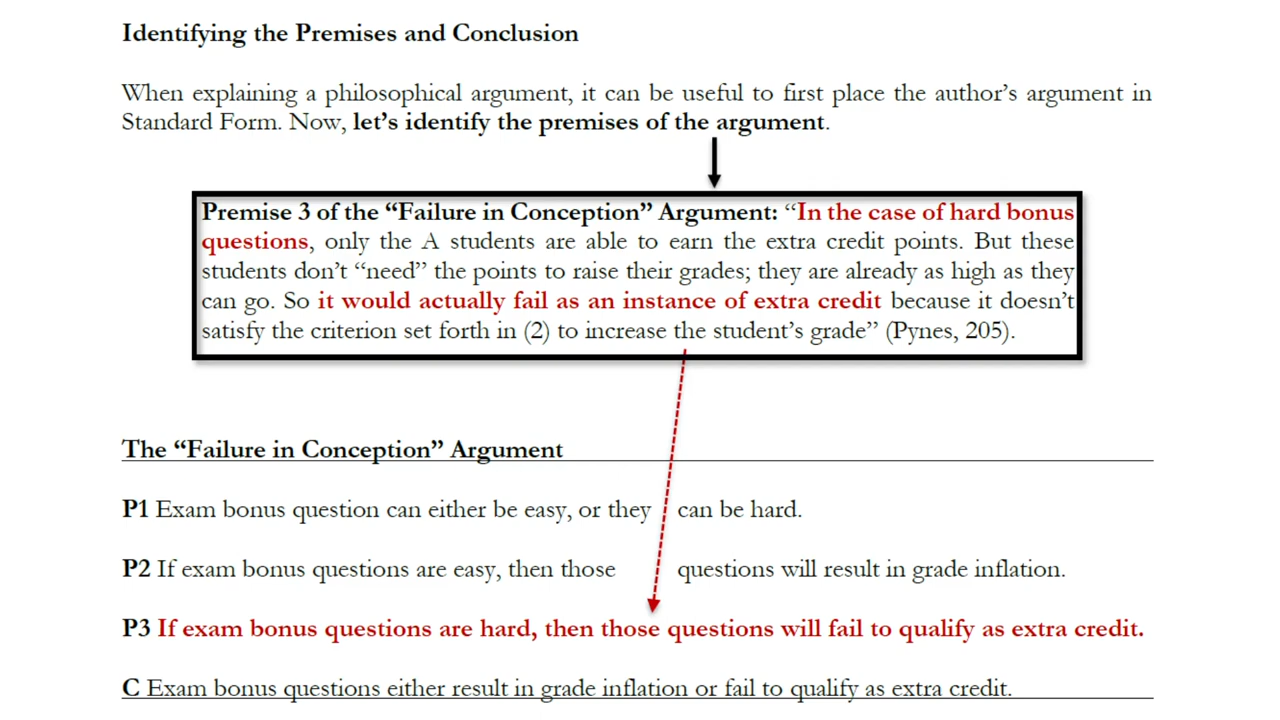 Identifying the Premises and Conclusion
When explaining a philosophical argument, it can be useful to first place the author’s argument in
Standard Form. Now, let’s identify the premises of the argument.
Premise 3 of the “Failure in Conception” Argument: “In the case of hard bonus
questions, only the A students are able to earn the extra credit points. But these
students don’t “need” the points to raise their grades; they are already as high as they
can go. So it would actually fail as an instance of extra credit because it doesn’t
satisfy the criterion set forth in (2) to increase the student’s grade” (Pynes, 205).
The “Failure in Conception” Argument
P1 Exam bonus question can either be easy, or they can be hard.
P2 If exam bonus questions are easy, then those questions will result in grade inflation.
P3 If exam bonus questions are hard, then those questions will fail to qualify as extra credit.
C Exam bonus questions either result in grade inflation or fail to qualify as extra credit.